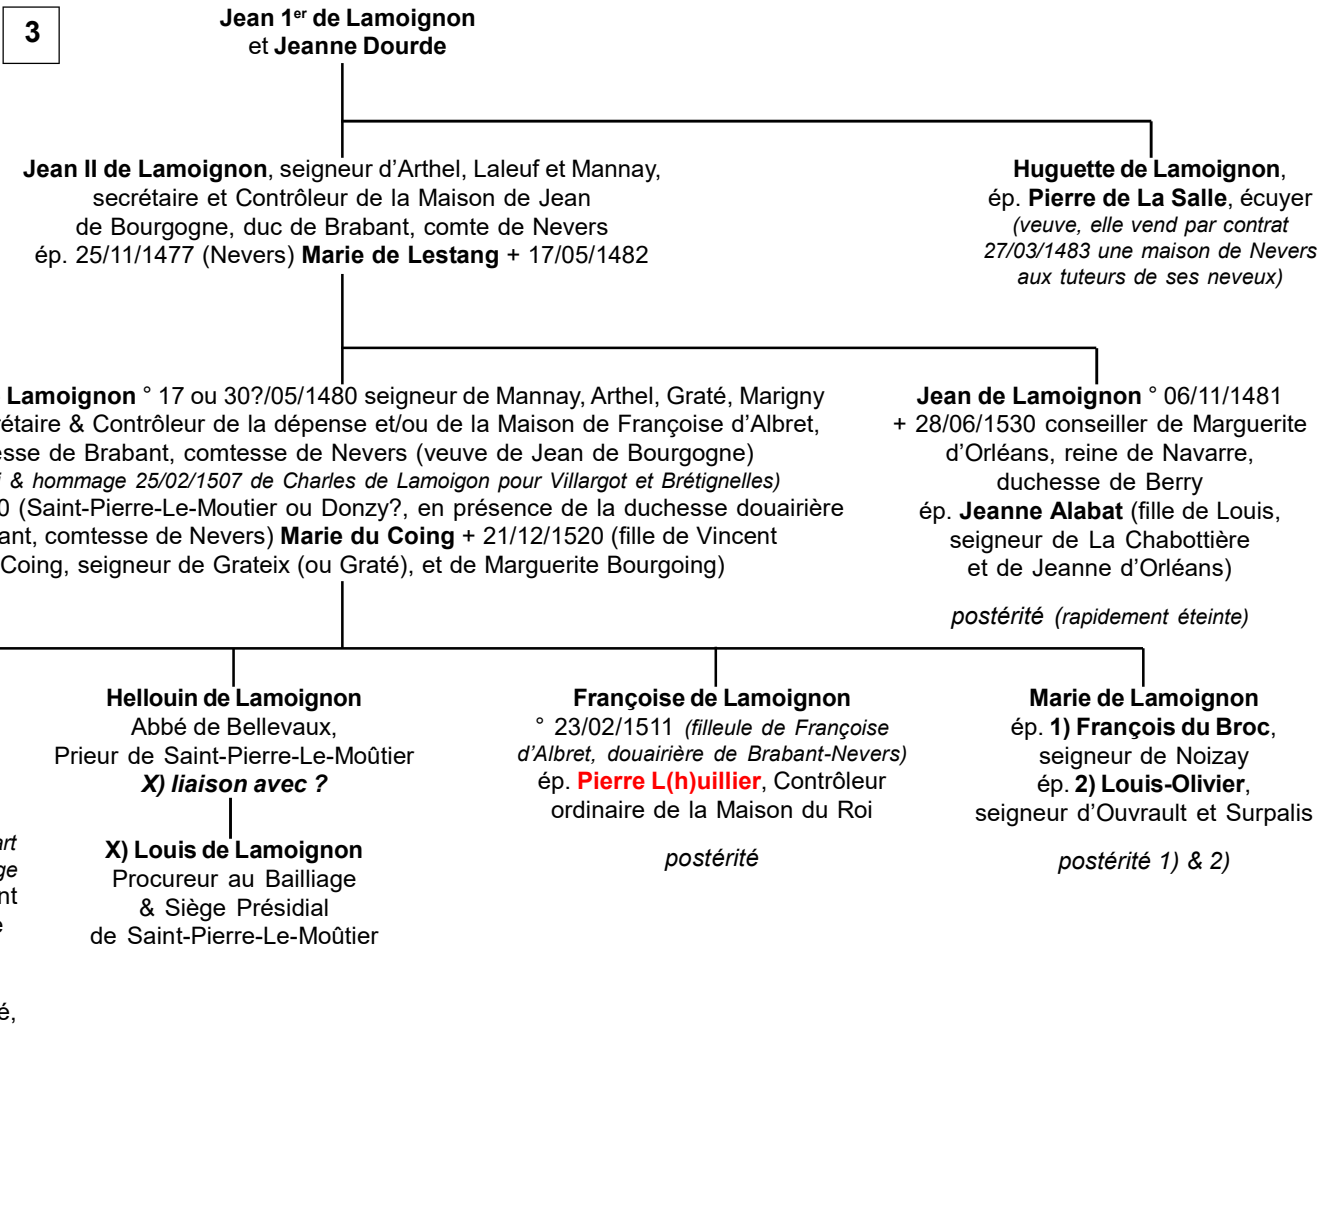 3
Jean 1er de Lamoignon
et Jeanne Dourde
Jean II de Lamoignon, seigneur d’Arthel, Laleuf et Mannay,
secrétaire et Contrôleur de la Maison de Jean
de Bourgogne, duc de Brabant, comte de Nevers
ép. 25/11/1477 (Nevers) Marie de Lestang + 17/05/1482
Huguette de Lamoignon,
ép. Pierre de La Salle, écuyer
(veuve, elle vend par contrat
27/03/1483 une maison de Nevers
aux tuteurs de ses neveux)
Lamoignon ° 17 ou 30?/05/1480 seigneur de Mannay, Arthel, Graté, Marigny
rétaire & Contrôleur de la dépense et/ou de la Maison de Françoise d’Albret,
esse de Brabant, comtesse de Nevers (veuve de Jean de Bourgogne)
& hommage 25/02/1507 de Charles de Lamoigon pour Villargot et Brétignelles)
0 (Saint-Pierre-Le-Moutier ou Donzy?, en présence de la duchesse douairière
ant, comtesse de Nevers) Marie du Coing + 21/12/1520 (fille de Vincent
Coing, seigneur de Grateix (ou Graté), et de Marguerite Bourgoing)
Jean de Lamoignon ° 06/11/1481
+ 28/06/1530 conseiller de Marguerite
d’Orléans, reine de Navarre,
duchesse de Berry
ép. Jeanne Alabat (fille de Louis,
seigneur de La Chabottière
et de Jeanne d’Orléans)
postérité (rapidement éteinte)
Hellouin de Lamoignon
Abbé de Bellevaux,
Prieur de Saint-Pierre-Le-Moûtier
X) liaison avec ?
X) Louis de Lamoignon
Procureur au Bailliage
& Siège Présidial
de Saint-Pierre-Le-Moûtier
Françoise de Lamoignon
° 23/02/1511 (filleule de Françoise
d’Albret, douairière de Brabant-Nevers)
ép. Pierre L(h)uillier, Contrôleur
ordinaire de la Maison du Roi
postérité
Marie de Lamoignon
ép. 1) François du Broc,
seigneur de Noizay
ép. 2) Louis-Olivier,
seigneur d’Ouvrault et Surpalis
postérité 1) & 2)
art
ge
nt
e
é,